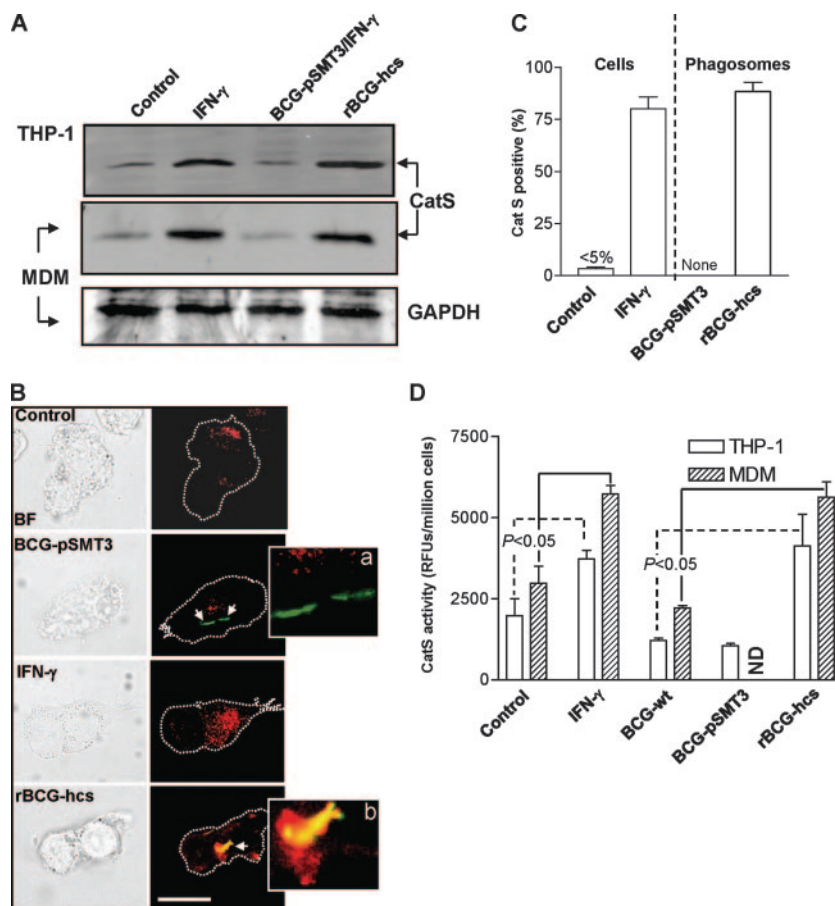 A
Control
IFN-γ
BCG-pSMT3/IFN-γ
rBCG-hcs
THP-1
CatS
MDM
GAPDH
B
Control
BF
BCG-pSMT3
a
IFN-γ
rBCG-hcs
b
C
Cells
Phagosomes
Cat S positive (%)
100
75
50
25
0
<5%
None
Control
IFN-γ
BCG-pSMT3
rBCG-hcs
D
CatS activity (RFUs/million cells)
7500
5000
2500
0
THP-1
MDM
P<0.05
P<0.05
ND
Control
IFN-γ
BCG-wt
BCG-pSMT3
rBCG-hcs